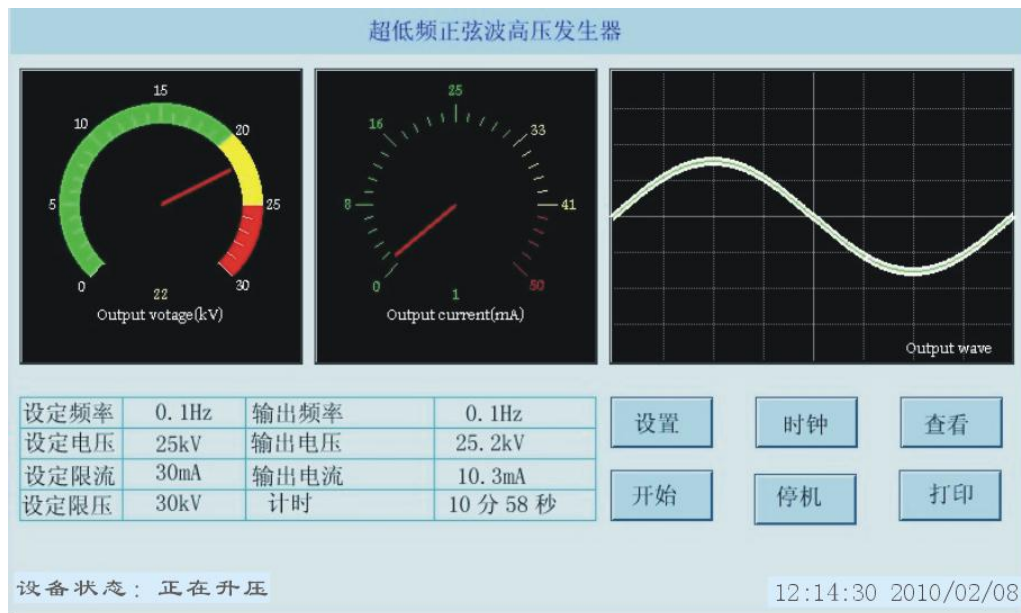 超低频正弦波高压发生器
15
10
20
5
25
0
30
22
Output votage(kV)
25
16
33
8
41
0
50
1
Output current(mA)
Output wave
设定频率 0.1Hz 输出频率 0.1Hz
设定电压 25kV 输出电压 25.2kV
设定限流 30mA 输出电流 10.3mA
设定限压 30kV 计时 10分58秒
设置 时钟 查看
开始 停机 打印
设备状态: 正在升压
12:14:30 2010/02/08